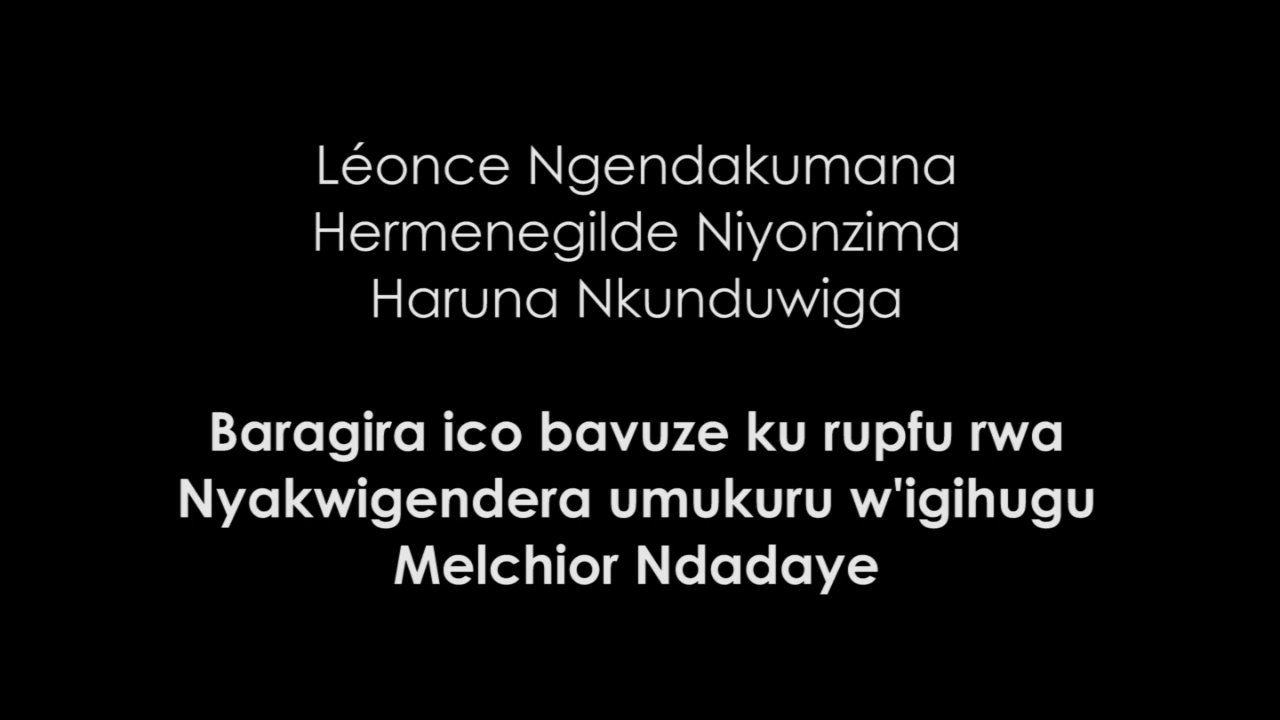 Léonce Ngendakumana
Hermenegilde Niyonzima
Haruna Nkunduwiga
Baragira ico bavuze ku rupfu rwa
Nyakwigendera umukuru w'igihugu
Melchior Ndadaye